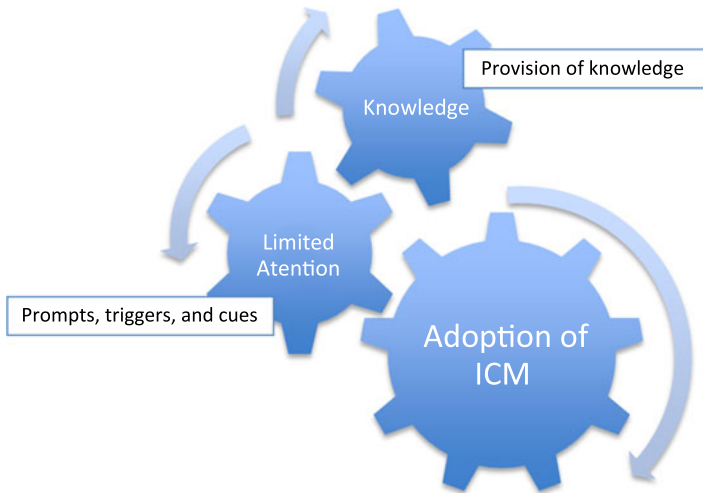 Provision of knowledge
Knowledge
Limited
Atention
Prompts, triggers, and cues
Adoption of
ICM